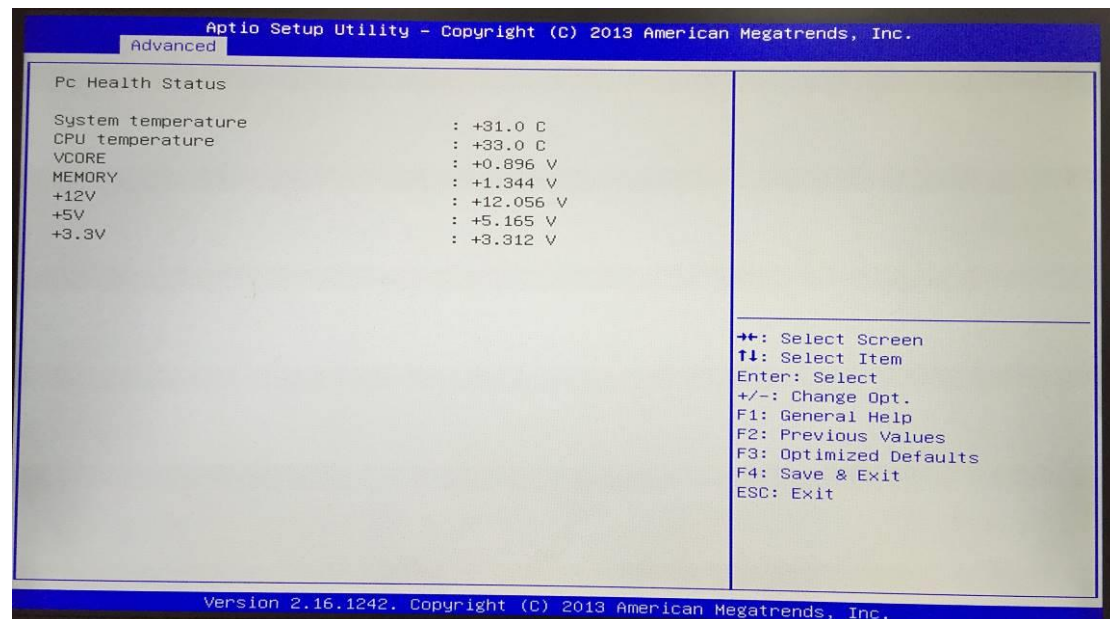 Aptio Setup Utility – Copyright (C) 2013 American Megatrends, Inc.
Advanced
Pc Health Status
System temperature : +31.0 C
CPU temperature : +33.0 C
VCORE : +0.896 V
MEMORY : +1.344 V
+12V : +12.056 V
+5V : +5.165 V
+3.3V : +3.312 V
→←: Select Screen
↑↓: Select Item
Enter: Select
+/-: Change Opt.
F1: General Help
F2: Previous Values
F3: Optimized Defaults
F4: Save & Exit
ESC: Exit
Version 2.16.1242. Copyright (C) 2013 American Megatrends, Inc.